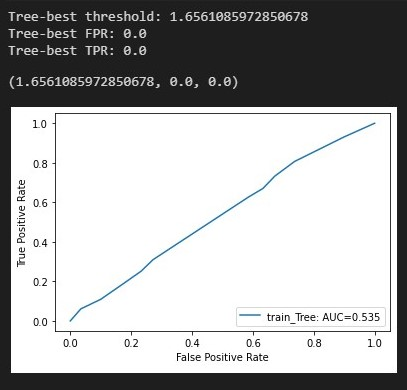 Tree-best threshold: 1.6561085972850678
Tree-best FPR: 0.0
Tree-best TPR: 0.0
(1.6561085972850678, 0.0, 0.0)
1.0
0.8
0.6
0.4
0.2
0.0
True Positive Rate
train_Tree: AUC=0.535
0.0 0.2 0.4 0.6 0.8 1.0
False Positive Rate